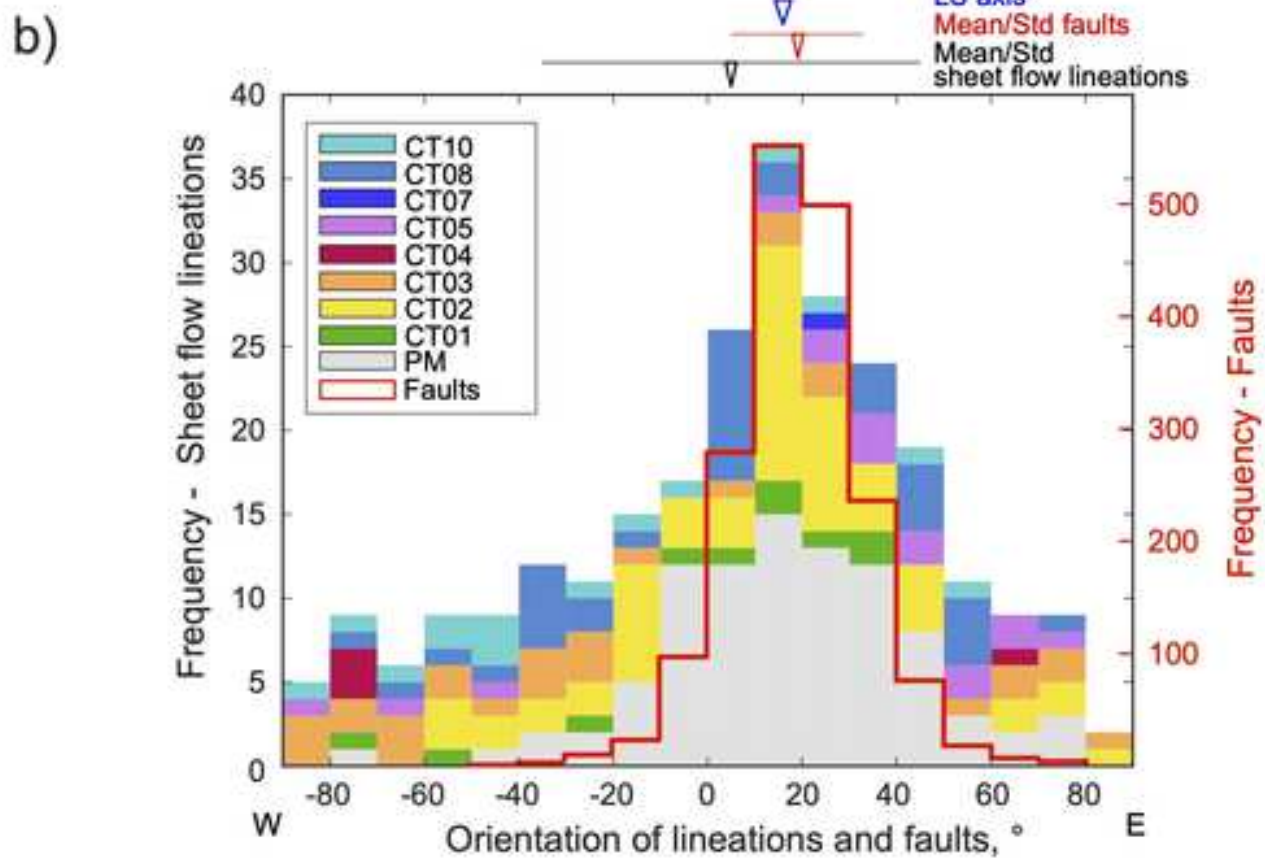 b)
Mean/Std faults
Mean/Std
sheet flow lineations
40
35
30
25
20
15
10
5
0
Frequency - Sheet flow lineations
CT10
CT08
CT07
CT05
CT04
CT03
CT02
CT01
PM
Faults
500
400
300
200
100
Frequency - Faults
-80 -60 -40 -20 0 20 40 60 80
W E
Orientation of lineations and faults, °